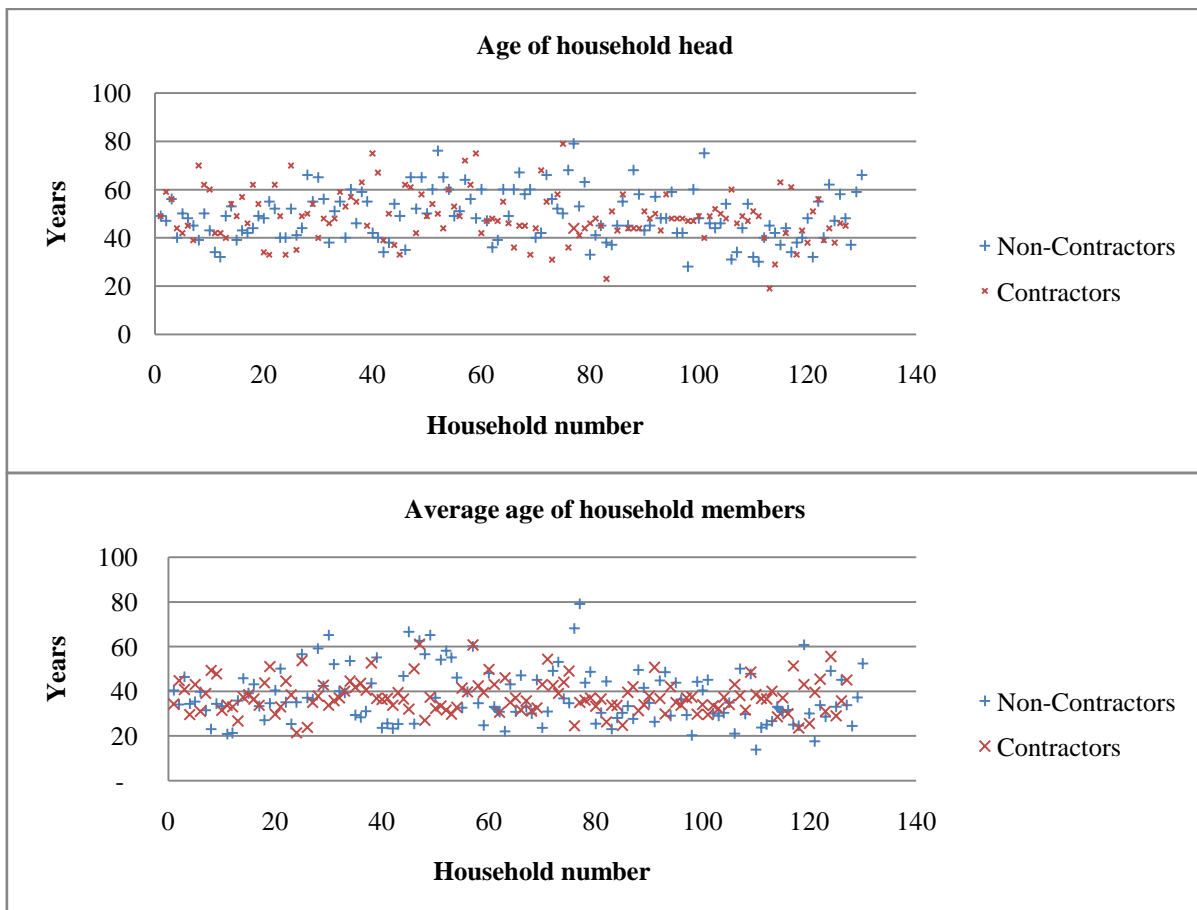 Age of household head
100
80
60
40
20
0
Years
0 20 40 60 80 100 120 140
Household number
Non-Contractors
Contractors
Average age of household members
100
80
60
40
20
-
Years
0 20 40 60 80 100 120 140
Household number
Non-Contractors
Contractors